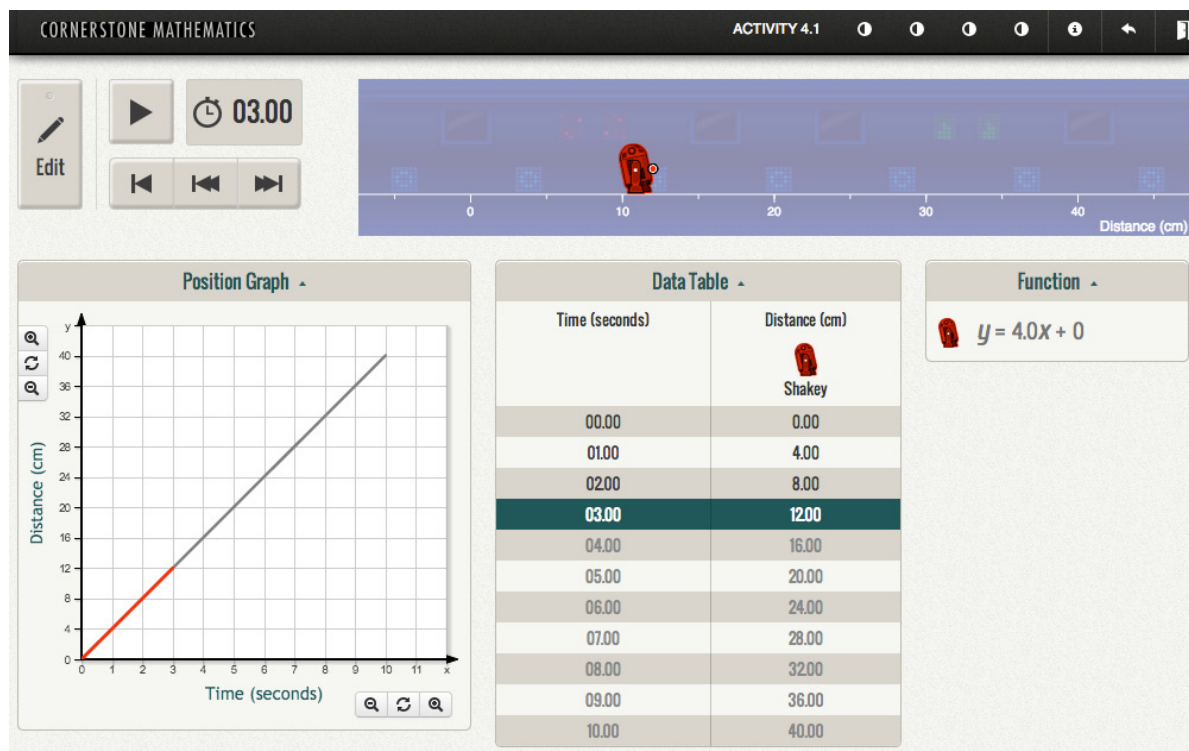 CORNERSTONE MATHEMATICS
ACTIVITY 4.1
Edit
03.00
0 10 20 30 40
Distance (cm)
Position Graph
y
40
36
32
28
24
20
16
12
8
4
0
Distance (cm)
0 1 2 3 4 5 6 7 8 9 10 11 x
Time (seconds)
Data Table
Time (seconds) Distance (cm)
Shakey
00.00 0.00
01.00 4.00
02.00 8.00
03.00 12.00
04.00 16.00
05.00 20.00
06.00 24.00
07.00 28.00
08.00 32.00
09.00 36.00
10.00 40.00
Function
y = 4.0x + 0